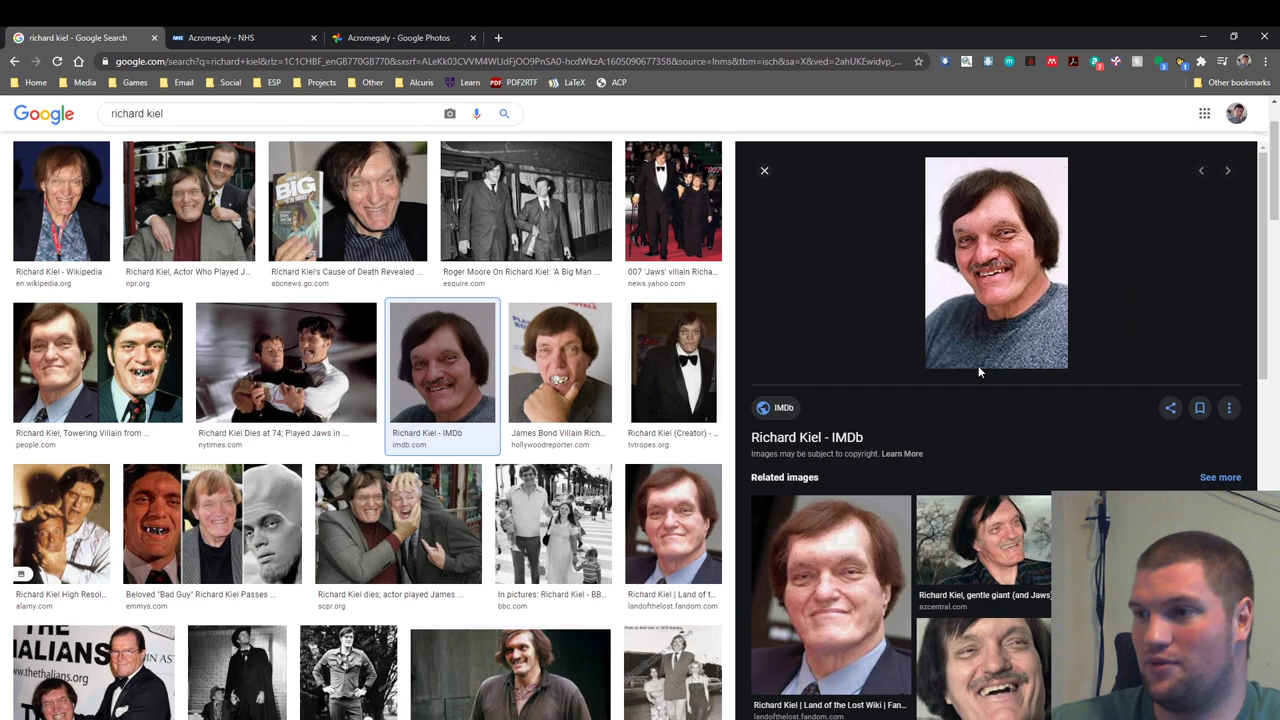 richard kiel - Google Search
Acromegaly - NHS
Acromegaly - Google Photos
Home Media Games Email Social ESP Projects Other Alcuris Learn PDF2RTF LaTeX ACP Other bookmarks
Google
richard kiel
BIG
007
Richard Kiel - Wikipedia
en.wikipedia.org
Richard Kiel, Actor Who Played J...
npr.org
Richard Kiel's Cause of Death Revealed ...
abcnews.go.com
Roger Moore On Richard Kiel: 'A Big Man ...
esquire.com
007 'Jaws' villain Richa...
news.yahoo.com
IMDb
Richard Kiel - IMDb
Images may be subject to copyright. Learn More
Related images
See more
Richard Kiel, Towering Villain from ...
people.com
Richard Kiel Dies at 74; Played Jaws in ...
nytimes.com
Richard Kiel - IMDb
imdb.com
James Bond Villain Rich...
hollywoodreporter.com
Richard Kiel (Creator) - ...
tvtropes.org
Richard Kiel High Resol...
alamy.com
Beloved "Bad Guy" Richard Kiel Passes ...
emmys.com
Richard Kiel dies; actor played James ...
scpr.org
In pictures: Richard Kiel - BB...
bbc.com
Richard Kiel | Land of t...
landofthelost.fandom.com
Richard Kiel, gentle giant (and Jaws)
azcentral.com
Richard Kiel | Land of the Lost Wiki | Fan...
landofthelost.fandom.com
THE
HALIANS
www.thethalians.org